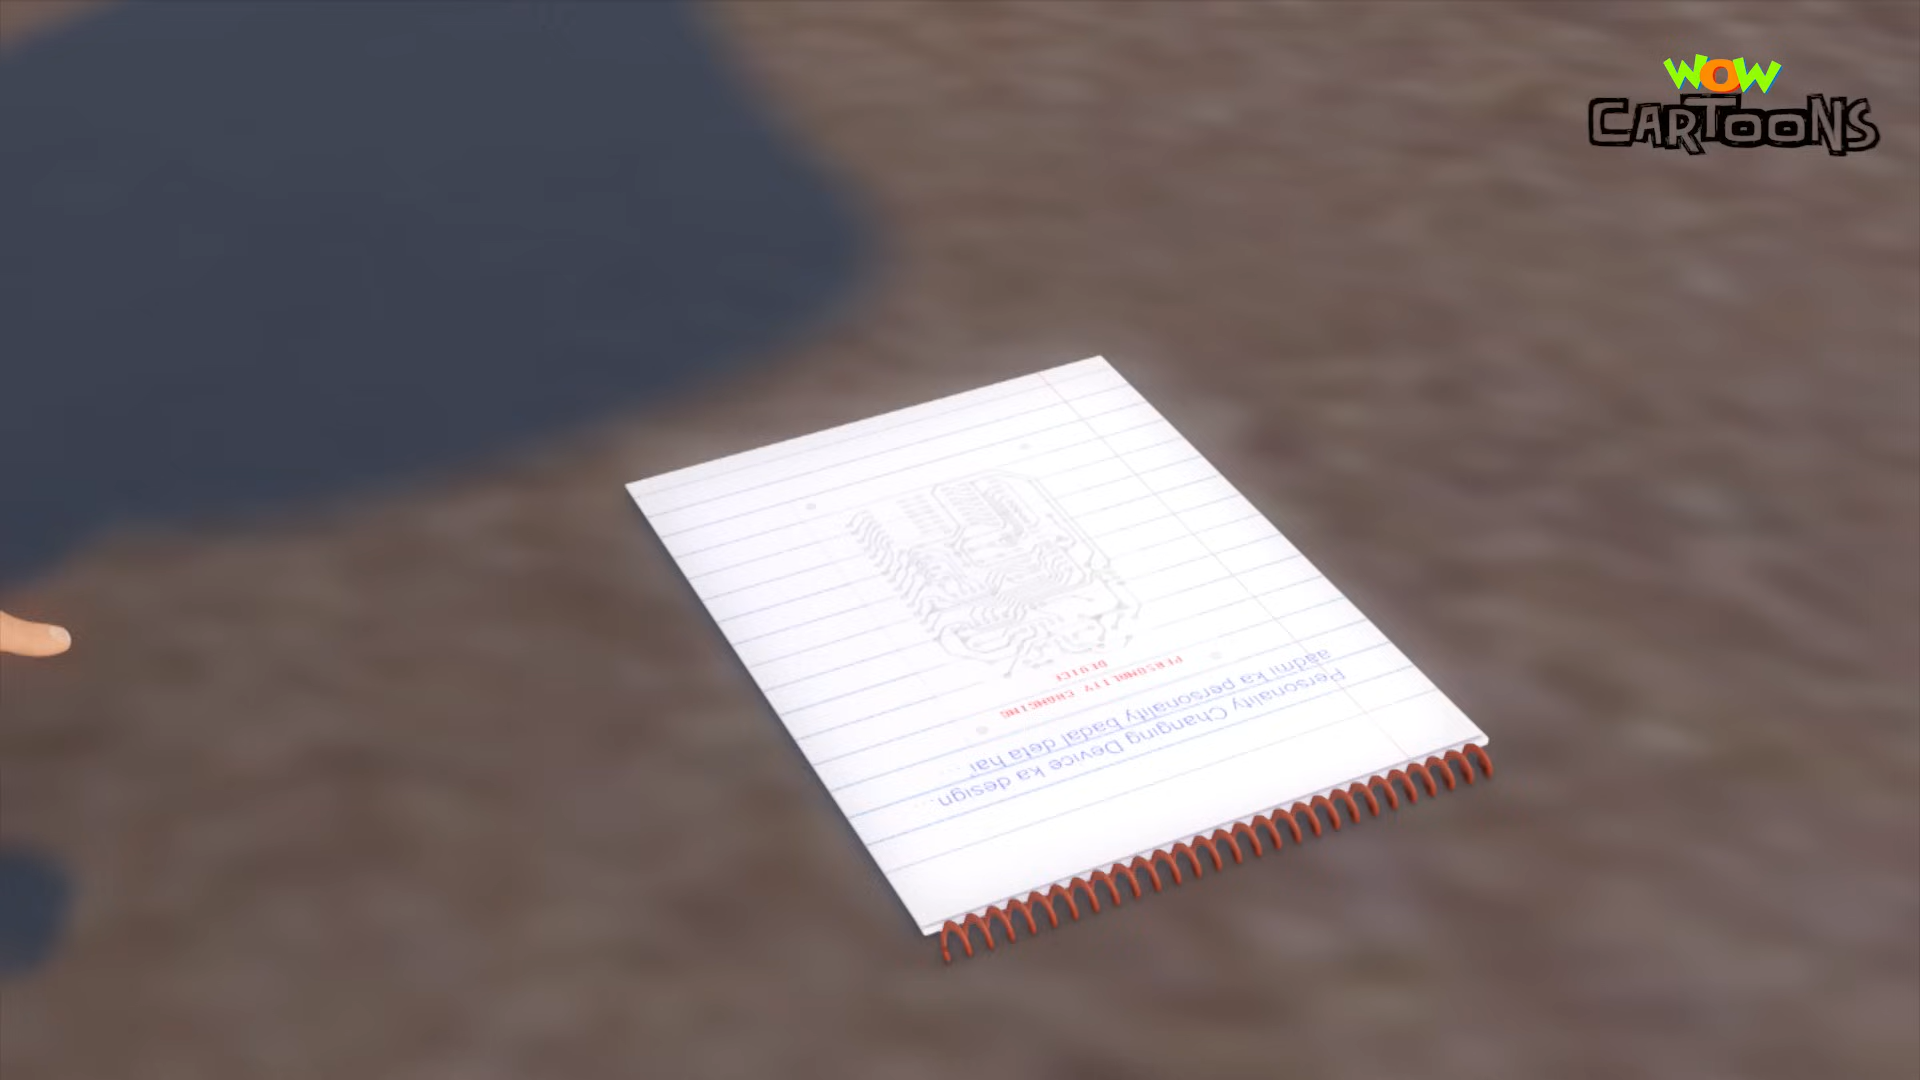 WOW
CARTOONS
Personality Changing Device ka design...
aadmi ka personality badal deta hai ...
PERSONALITY CHANGING
DEVICE